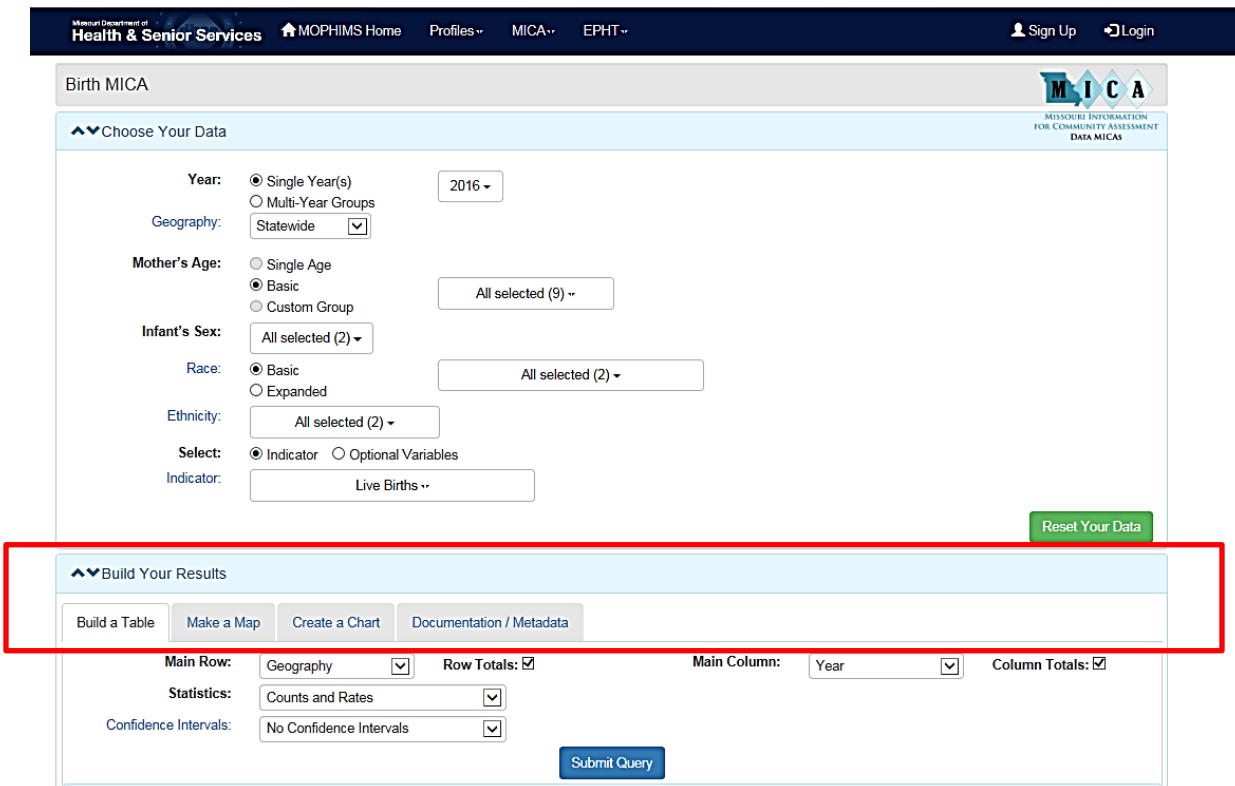 Missouri Department of
Health & Senior Services MOPHIMS Home Profiles MICA EPHT Sign Up Login
Birth MICA
M I C A
MISSOURI INFORMATION
FOR COMMUNITY ASSESSMENT
DATA MICAS
Choose Your Data
Year: Single Year(s) 2016
Multi-Year Groups
Geography: Statewide
Mother's Age: Single Age
Basic All selected (9)
Custom Group
Infant's Sex: All selected (2)
Race: Basic All selected (2)
Expanded
Ethnicity: All selected (2)
Select: Indicator Optional Variables
Indicator: Live Births
Reset Your Data
Build Your Results
Build a Table Make a Map Create a Chart Documentation / Metadata
Main Row: Geography Row Totals: Main Column: Year Column Totals:
Statistics: Counts and Rates
Confidence Intervals: No Confidence Intervals
Submit Query